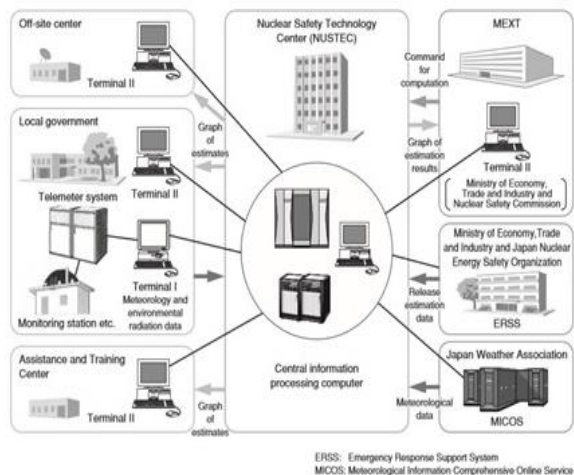 Off-site center
Terminal II
Local government
Terminal II
Telemeter system
Terminal I
Meteorology and
environmental
radiation data
Monitoring station etc.
Assistance and Training
Center
Terminal II
Graph
of
estimates
Graph
of
estimates
Nuclear Safety Technology
Center (NUSTEC)
Central information
processing computer
Command
for
computation
Graph of
estimation
results
Release
estimation
data
Meteorological
data
MEXT
Terminal II
Ministry of Economy,
Trade and Industry and
Nuclear Safety Commission
Ministry of Economy,Trade
and Industry and Japan Nuclear
Energy Safety Organization
ERSS
Japan Weather Association
MICOS
ERSS: Emergency Response Support System
MICOS: Meteorological Information Comprehensive Online Service